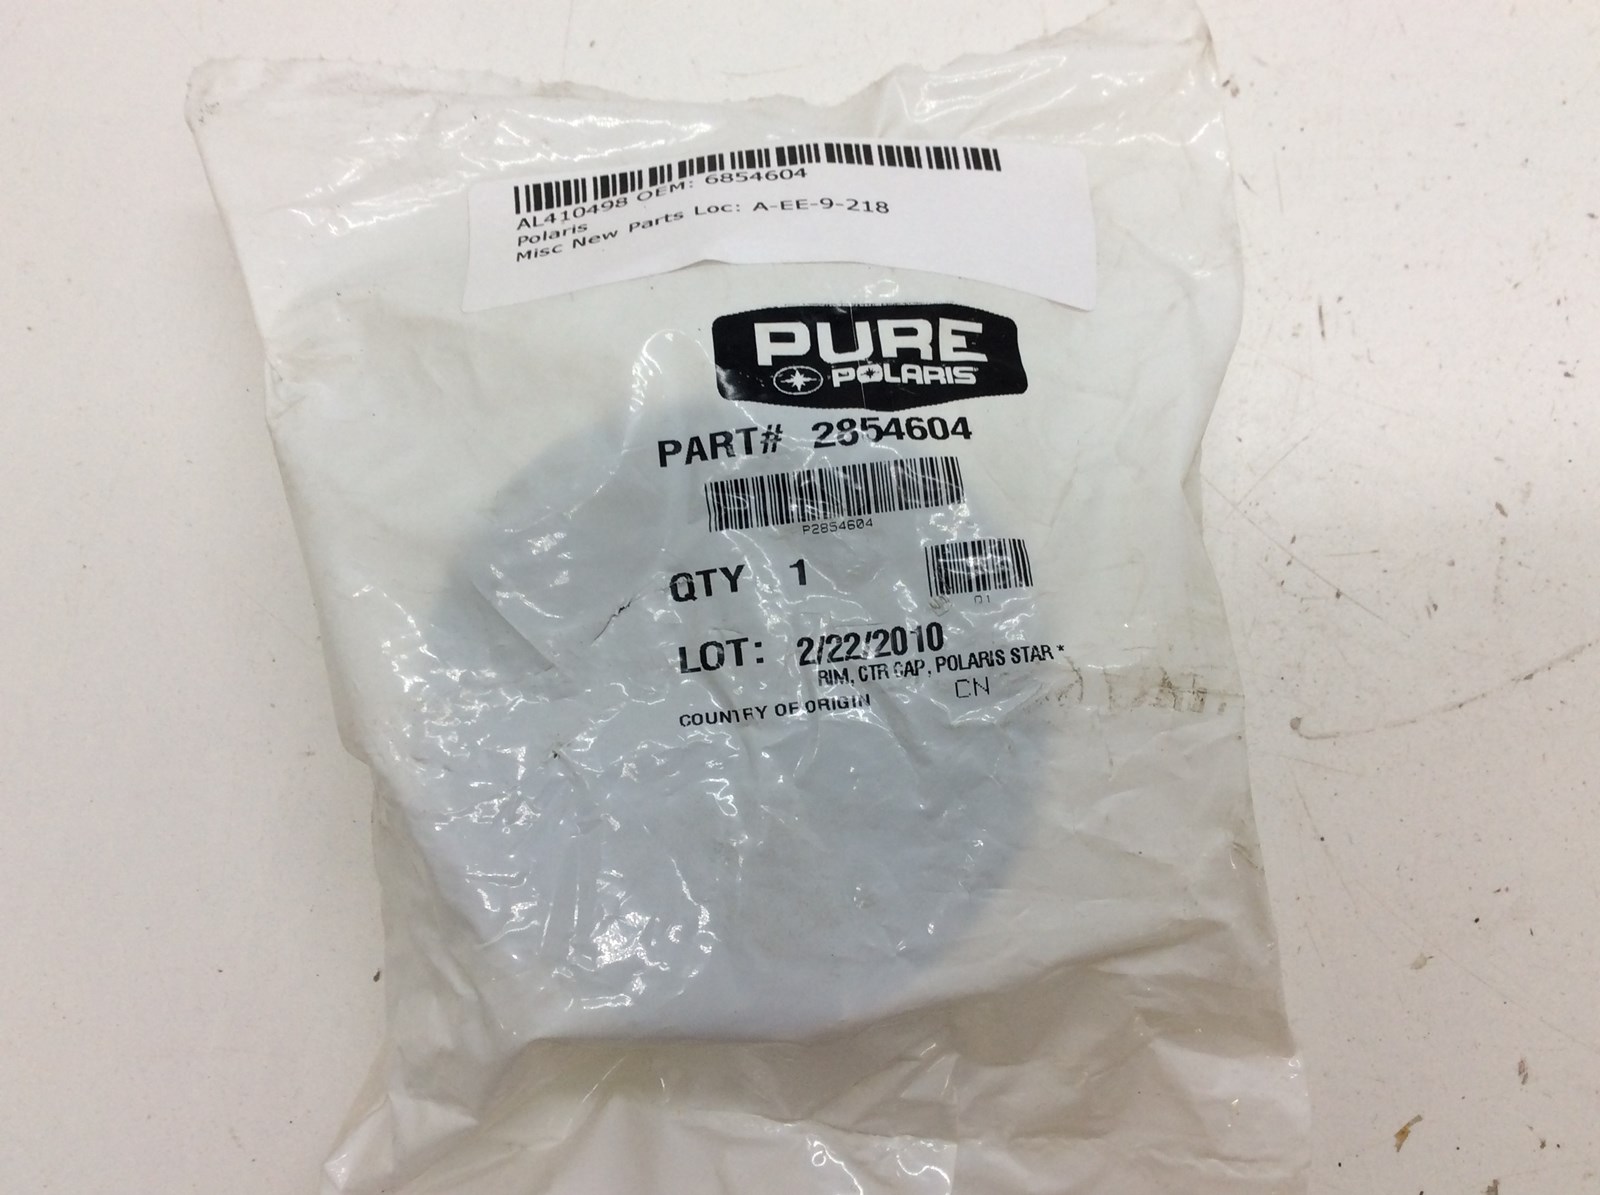 AL410498 OEM: 6854604
Polaris
Misc New Parts Loc: A-EE-9-218
PURE
POLARIS
PART# 2854604
P2854604
QTY 1
Q1
LOT: 2/22/2010
RIM, CTR CAP, POLARIS STAR *
COUNTRY OF ORIGIN CN